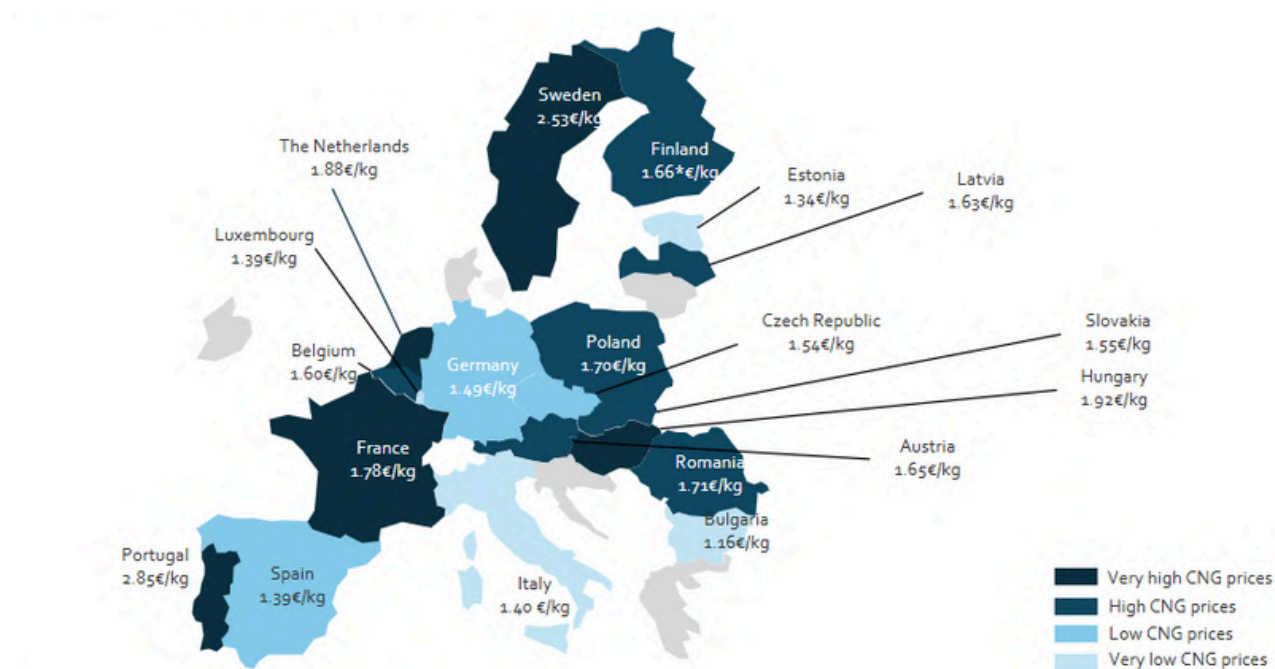 Sweden
2.53€/kg
The Netherlands
1.88€/kg
Finland
1.66*€/kg
Estonia
1.34€/kg
Latvia
1.63€/kg
Luxembourg
1.39€/kg
Belgium
1.60€/kg
Germany
1.49€/kg
Poland
1.70€/kg
Czech Republic
1.54€/kg
Slovakia
1.55€/kg
Hungary
1.92€/kg
France
1.78€/kg
Austria
1.65€/kg
Romania
1.71€/kg
Bulgaria
1.16€/kg
Portugal
2.85€/kg
Spain
1.39€/kg
Italy
1.40 €/kg
Very high CNG prices
High CNG prices
Low CNG prices
Very low CNG prices